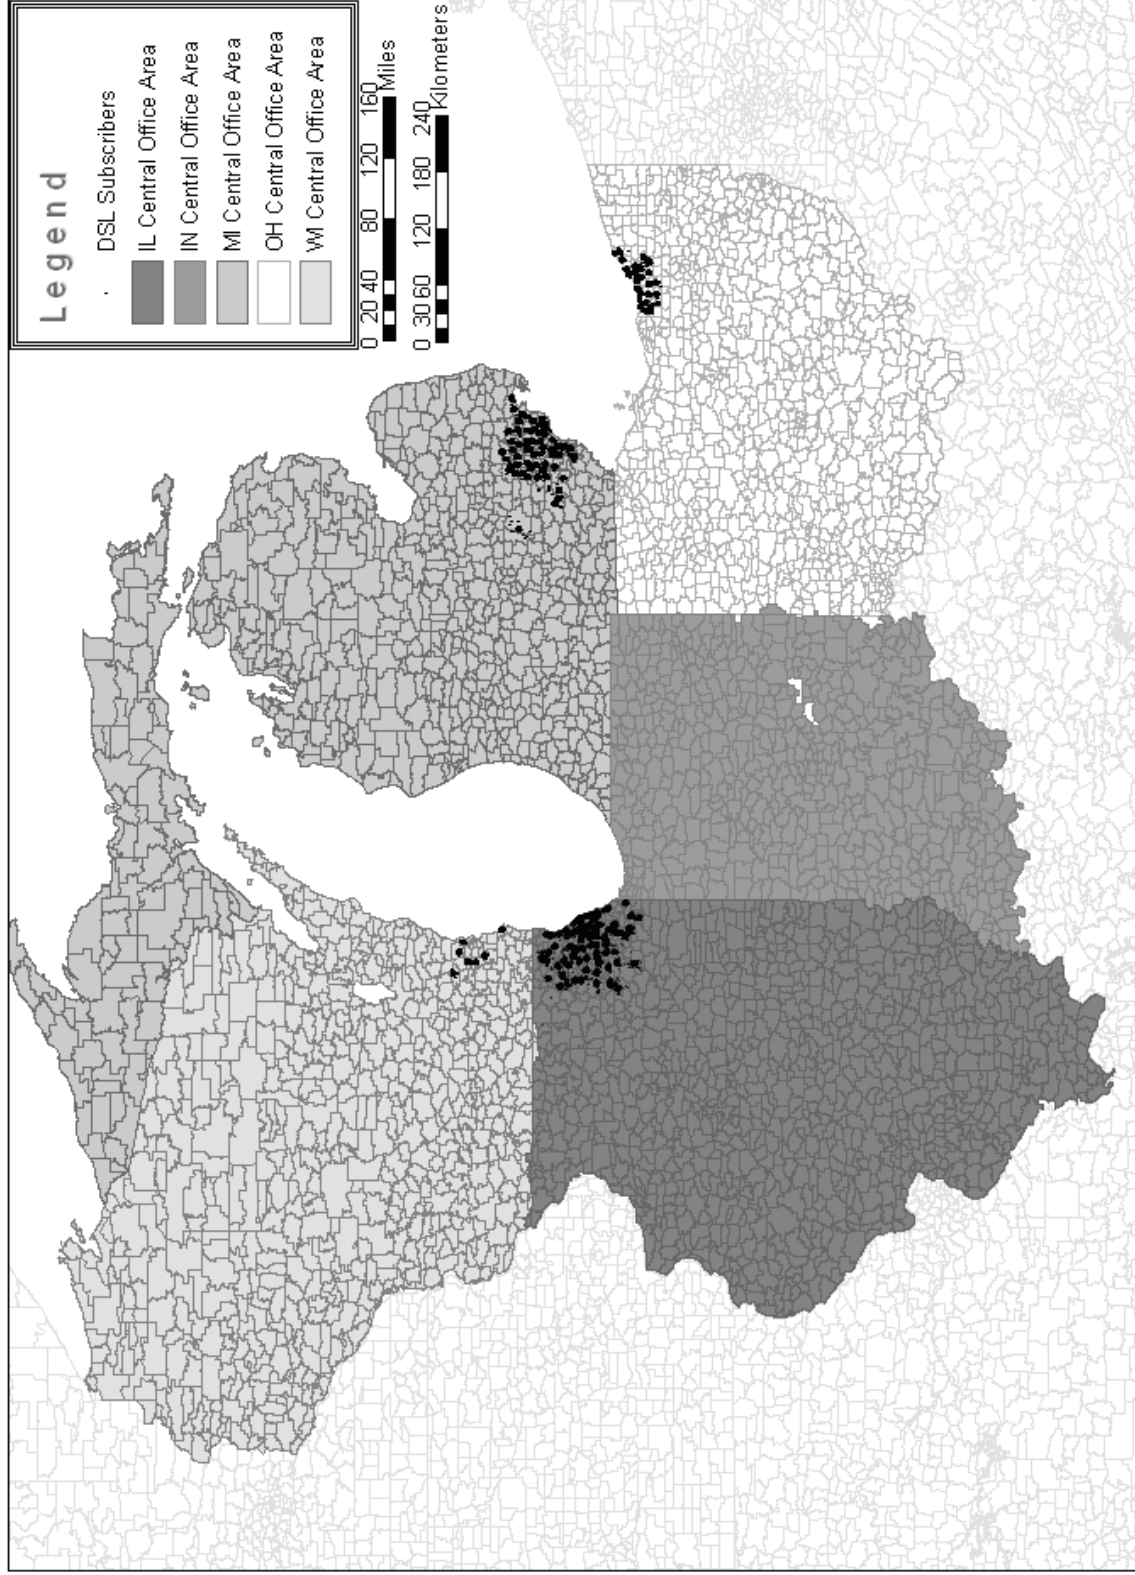 Legend
DSL Subscribers
IL Central Office Area
IN Central Office Area
MI Central Office Area
OH Central Office Area
WI Central Office Area
0 20 40 80 120 160
Miles
0 30 60 120 180 240
Kilometers